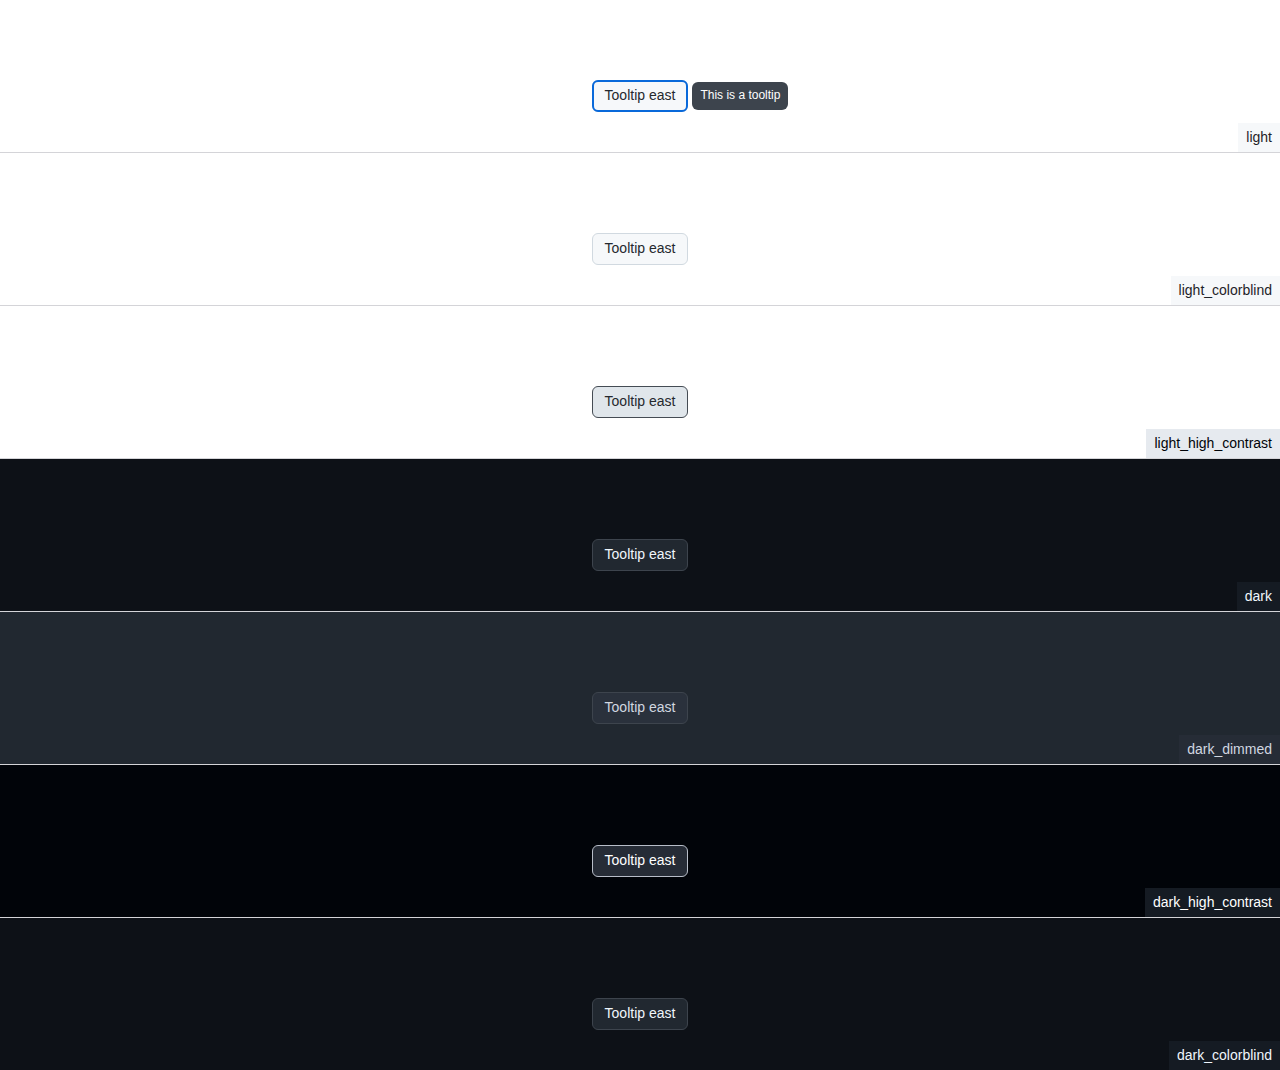 Tooltip east
This is a tooltip
light
Tooltip east
light_colorblind
Tooltip east
light_high_contrast
Tooltip east
dark
Tooltip east
dark_dimmed
Tooltip east
dark_high_contrast
Tooltip east
dark_colorblind